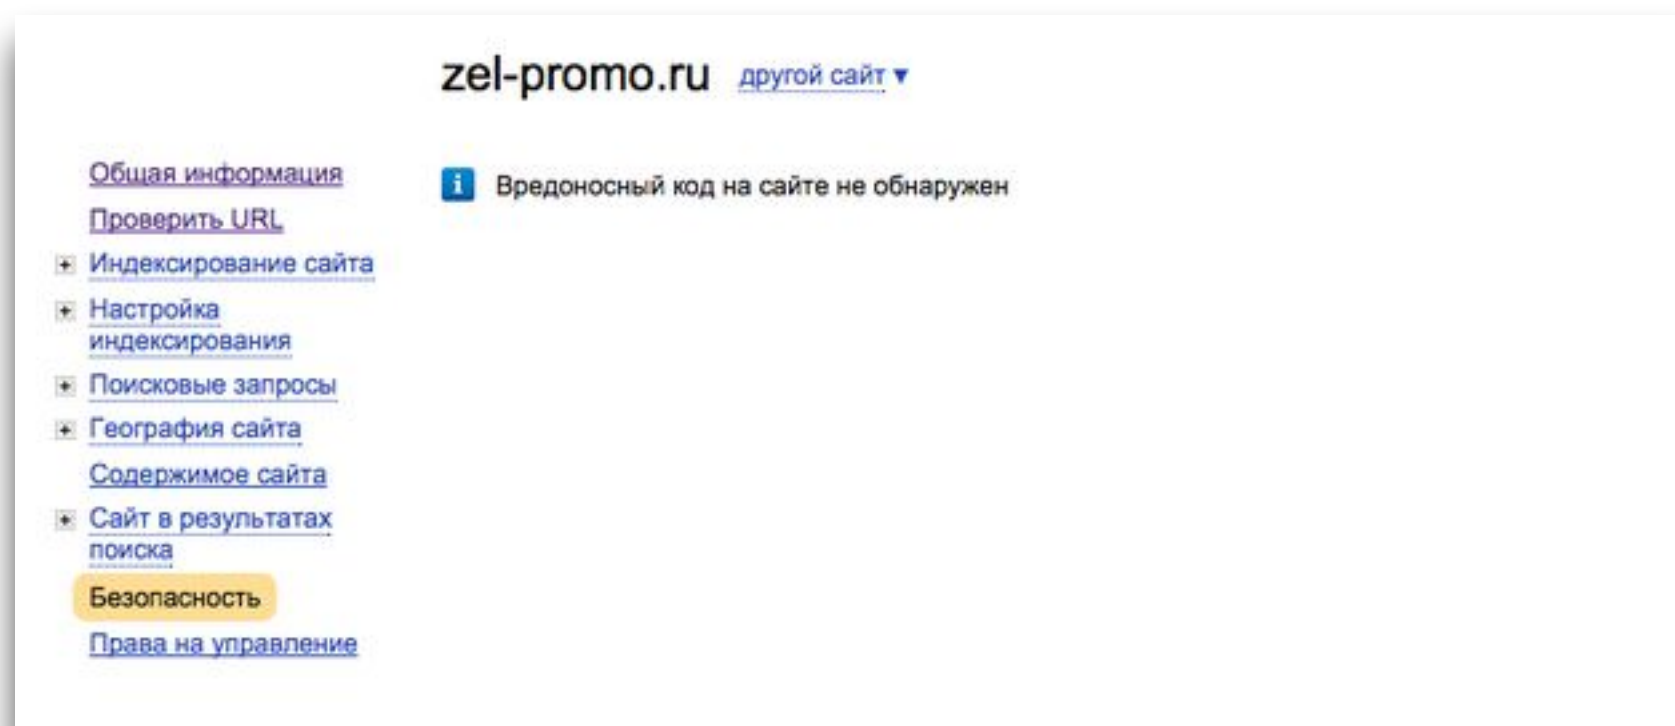 zel-promo.ru другой сайт ▼
Общая информация
Вредоносный код на сайте не обнаружен
Проверить URL
Индексирование сайта
Настройка
индексирования
Поисковые запросы
География сайта
Содержимое сайта
Сайт в результатах
поиска
Безопасность
Права на управление